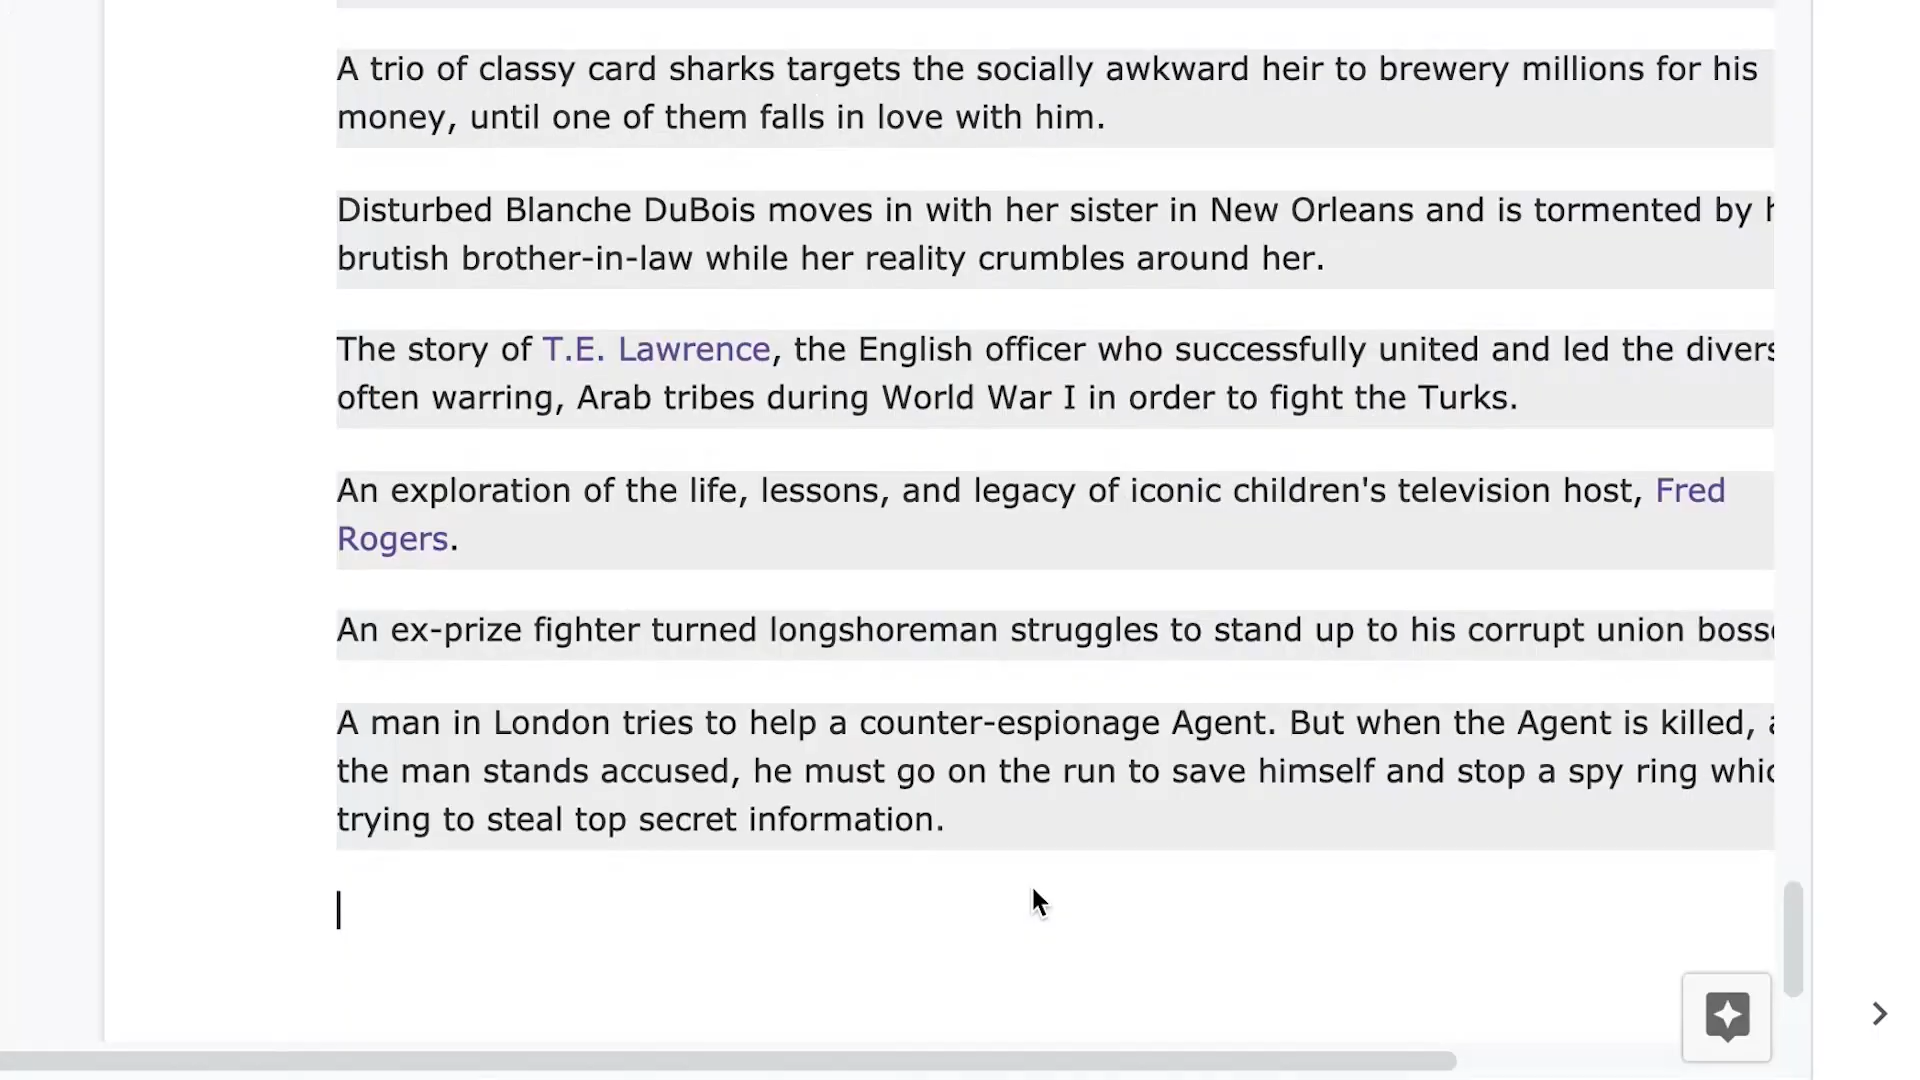 A trio of classy card sharks targets the socially awkward heir to brewery millions for his
money, until one of them falls in love with him.
Disturbed Blanche DuBois moves in with her sister in New Orleans and is tormented by
brutish brother-in-law while her reality crumbles around her.
The story of T.E. Lawrence, the English officer who successfully united and led the
often warring, Arab tribes during World War I in order to fight the Turks.
An exploration of the life, lessons, and legacy of iconic children's television host, Fred
Rogers.
An ex-prize fighter turned longshoreman struggles to stand up to his corrupt union
A man in London tries to help a counter-espionage Agent. But when the Agent is killed,
the man stands accused, he must go on the run to save himself and stop a spy ring
trying to steal top secret information.